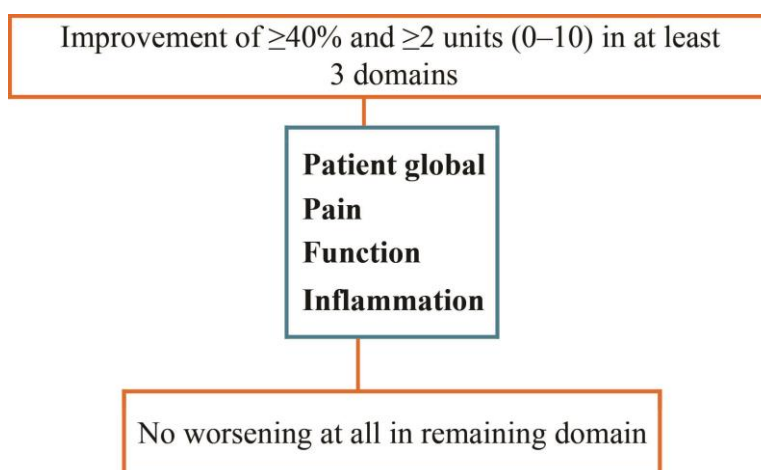 Improvement of ≥40% and ≥2 units (0–10) in at least
3 domains
Patient global
Pain
Function
Inflammation
No worsening at all in remaining domain